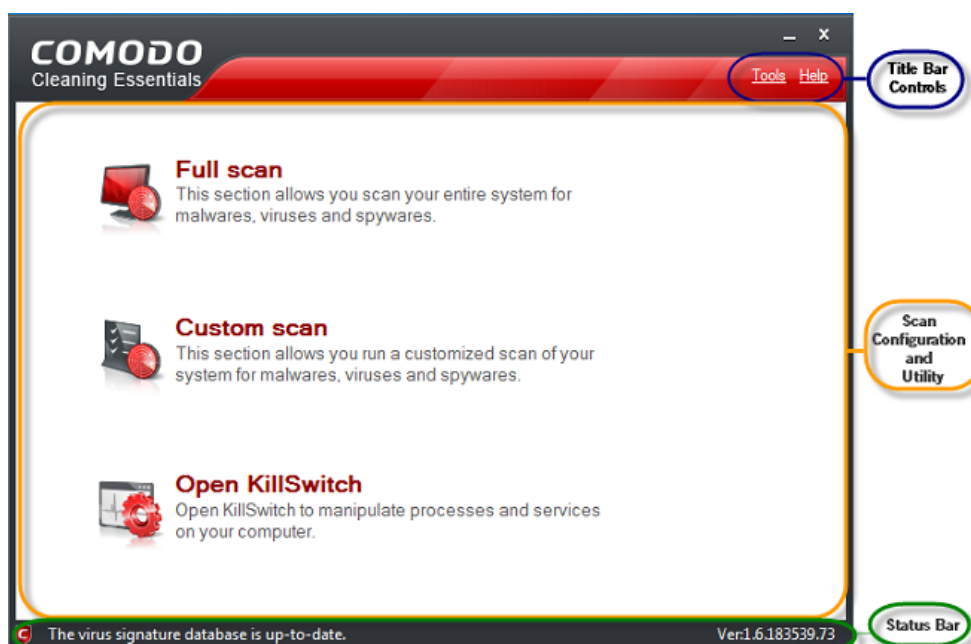 COMODO
Cleaning Essentials
Tools Help
Title Bar
Controls
Full scan
This section allows you scan your entire system for
malwares, viruses and spywares.
Custom scan
This section allows you run a customized scan of your
system for malwares, viruses and spywares.
Scan
Configuration
and
Utility
Open KillSwitch
Open KillSwitch to manipulate processes and services
on your computer.
The virus signature database is up-to-date.
Ver:1.6.183539.73
Status Bar